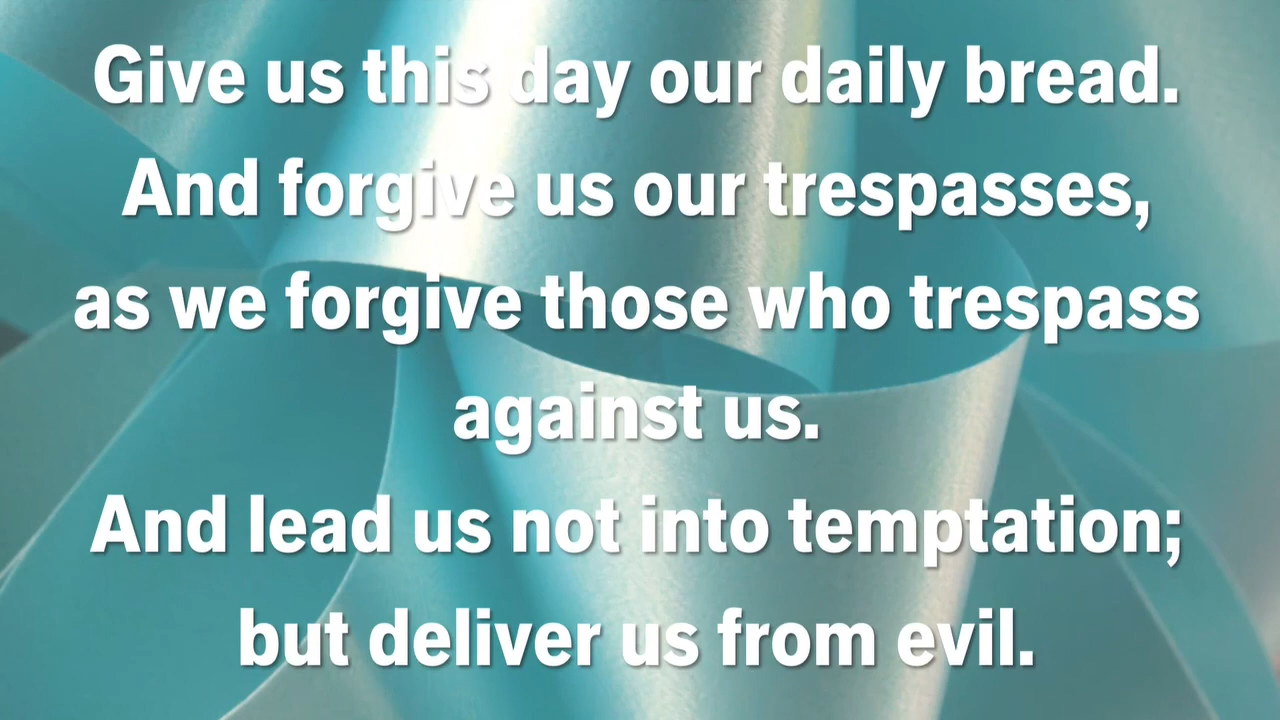 Give us this day our daily bread.
And forgive us our trespasses,
as we forgive those who trespass
against us.
And lead us not into temptation;
but deliver us from evil.